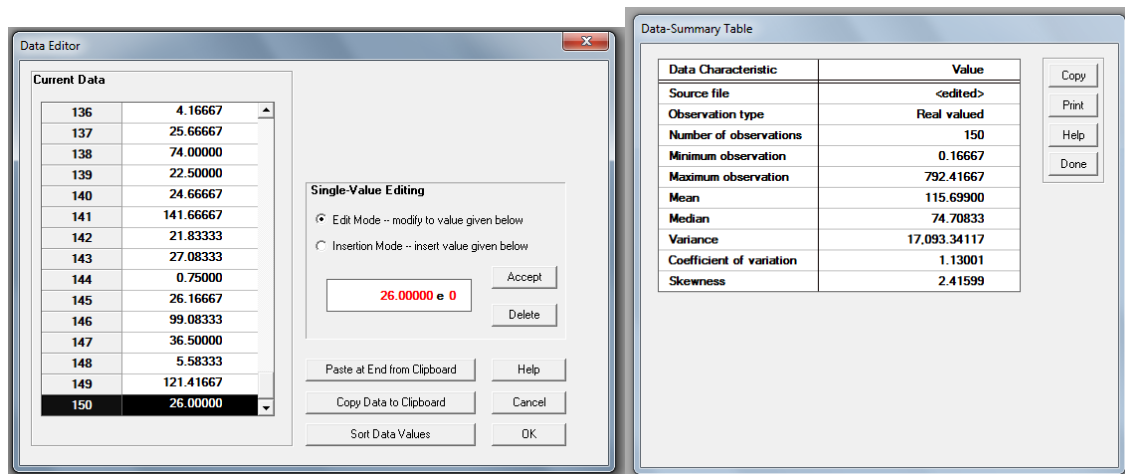 Data Editor
Current Data
136 4.16667
137 25.66667
138 74.00000
139 22.50000
140 24.66667
141 141.66667
142 21.83333
143 27.08333
144 0.75000
145 26.16667
146 99.08333
147 36.50000
148 5.58333
149 121.41667
150 26.00000
Single-Value Editing
Edit Mode -- modify to value given below
Insertion Mode -- insert value given below
26.00000 e 0
Accept
Delete
Paste at End from Clipboard
Help
Copy Data to Clipboard
Cancel
Sort Data Values
OK
Data-Summary Table
Data Characteristic Value
Source file <edited>
Observation type Real valued
Number of observations 150
Minimum observation 0.16667
Maximum observation 792.41667
Mean 115.69900
Median 74.70833
Variance 17,093.34117
Coefficient of variation 1.13001
Skewness 2.41599
Copy
Print
Help
Done